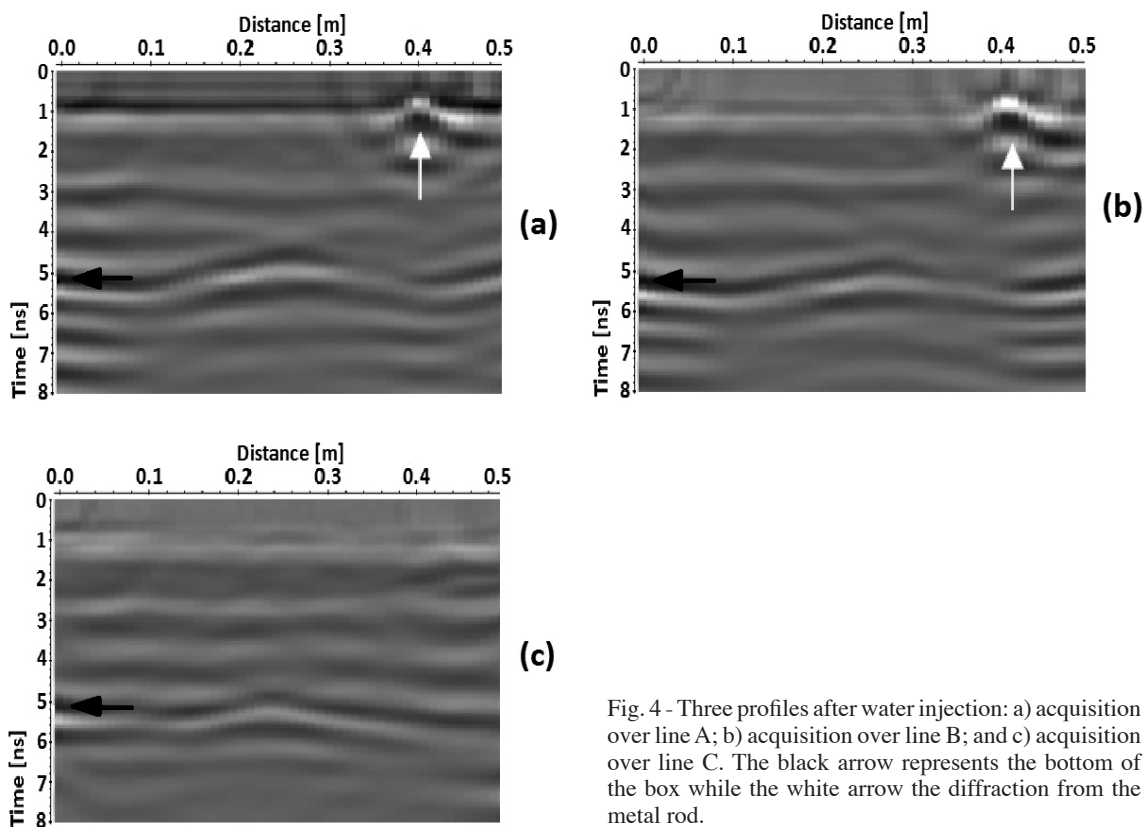 Distance [m]
0.0 0.1 0.2 0.3 0.4 0.5
0
1
2
3
4
5
6
7
8
Time [ns]
(a)
Distance [m]
0.0 0.1 0.2 0.3 0.4 0.5
0
1
2
3
4
5
6
7
8
Time [ns]
(b)
Distance [m]
0.0 0.1 0.2 0.3 0.4 0.5
0
1
2
3
4
5
6
7
8
Time [ns]
(c)
Fig. 4 - Three profiles after water injection: a) acquisition
over line A; b) acquisition over line B; and c) acquisition
over line C. The black arrow represents the bottom of
the box while the white arrow the diffraction from the
metal rod.